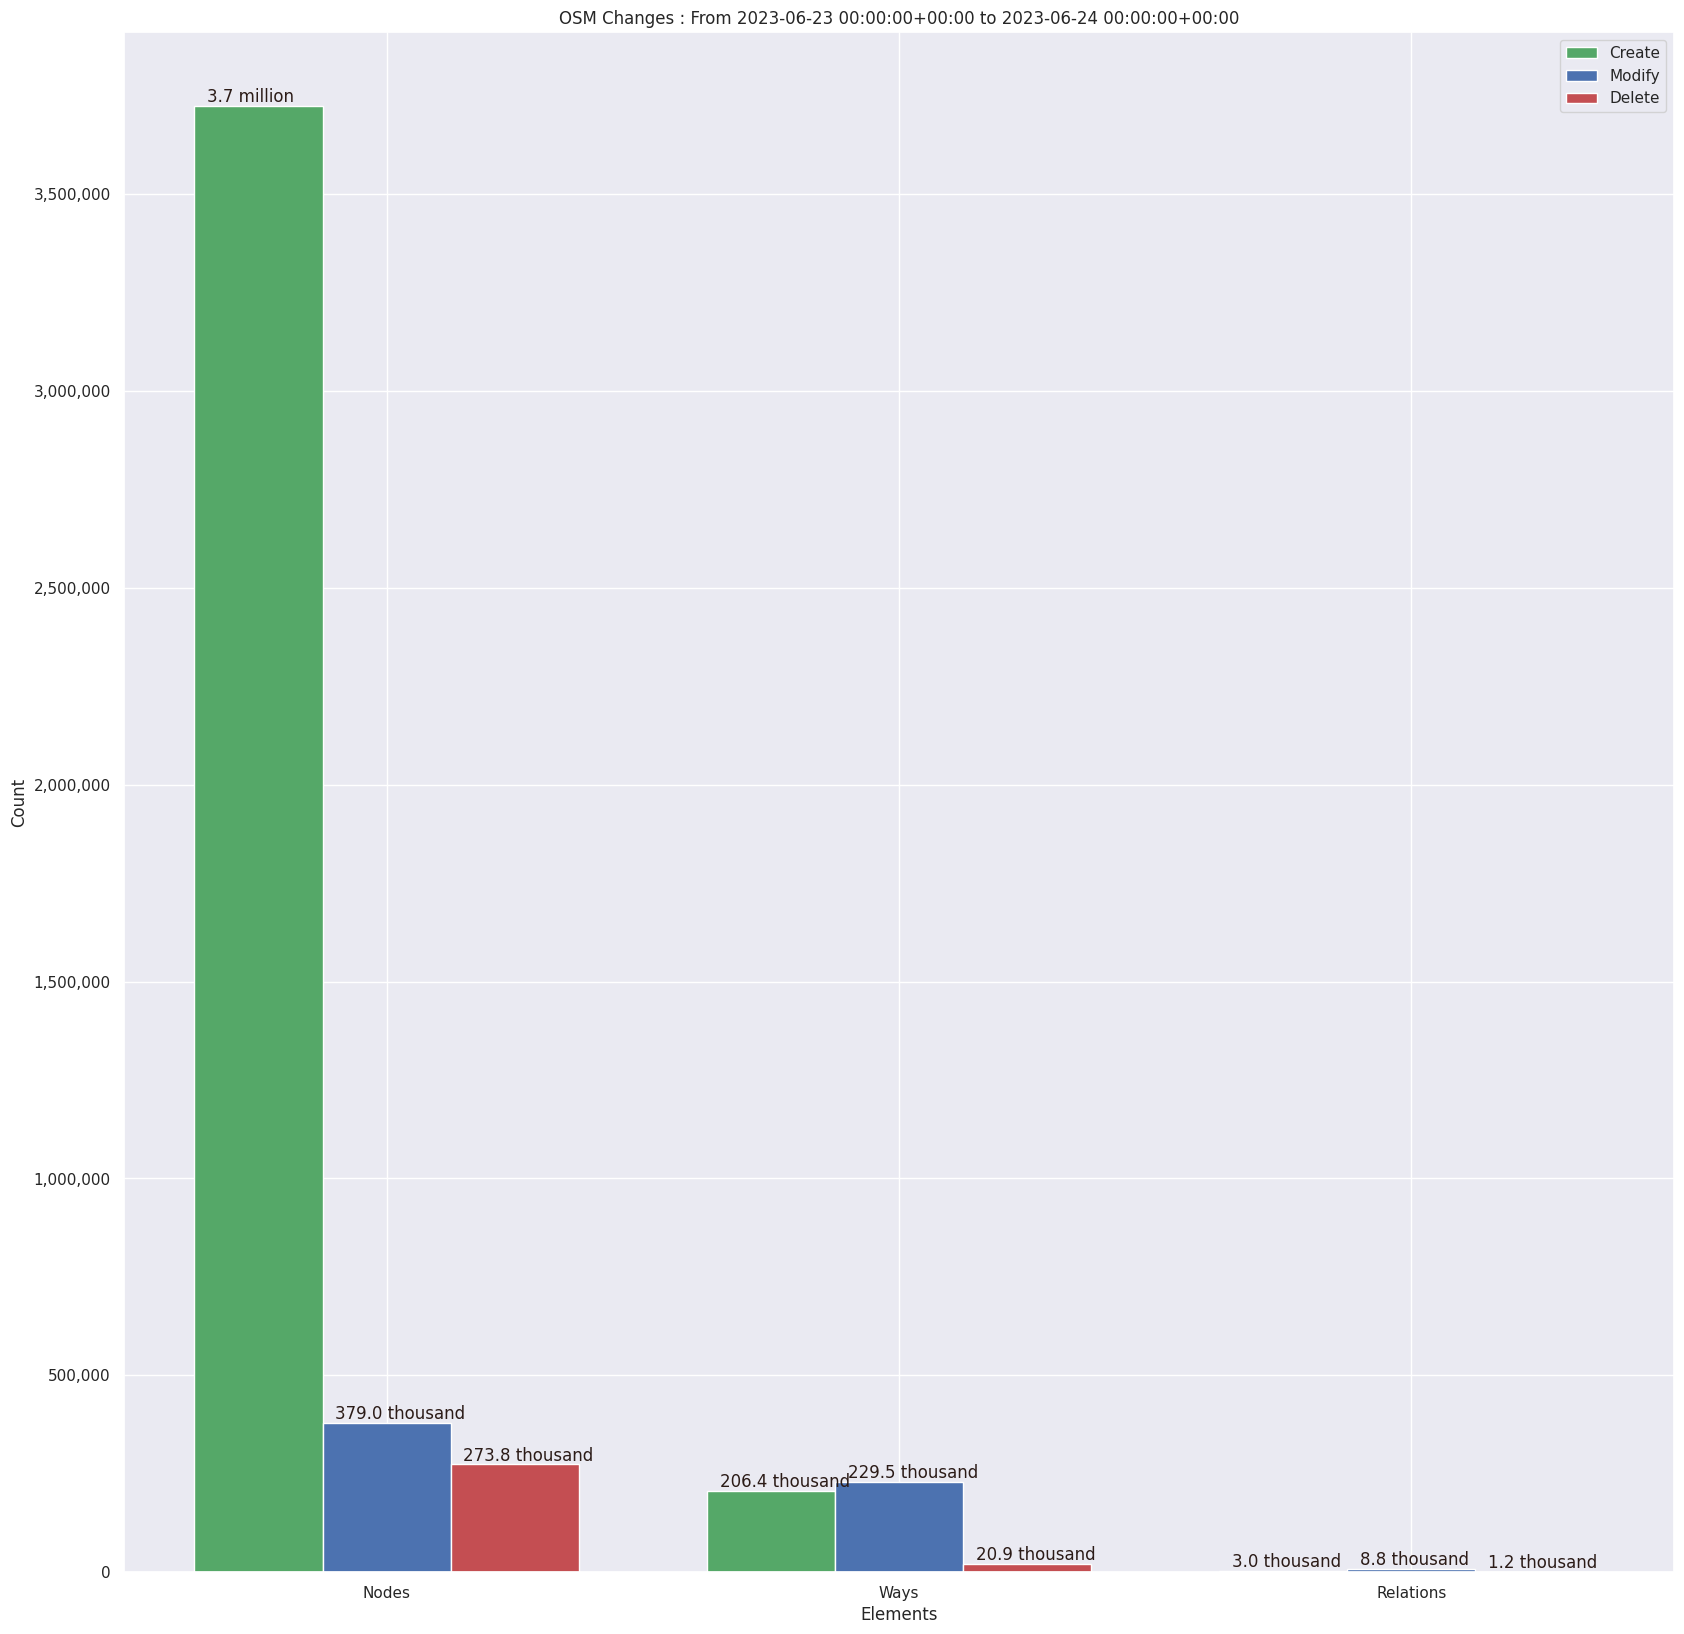 OSM Changes : From 2023-06-23 00:00:00+00:00 to 2023-06-24 00:00:00+00:00
Create
Modify
Delete
3.7 million
3,500,000
3,000,000
2,500,000
2,000,000
Count
1,500,000
1,000,000
500,000
379.0 thousand
273.8 thousand
206.4 thousand
229.5 thousand
20.9 thousand
3.0 thousand
8.8 thousand
1.2 thousand
0
Nodes
Ways
Relations
Elements